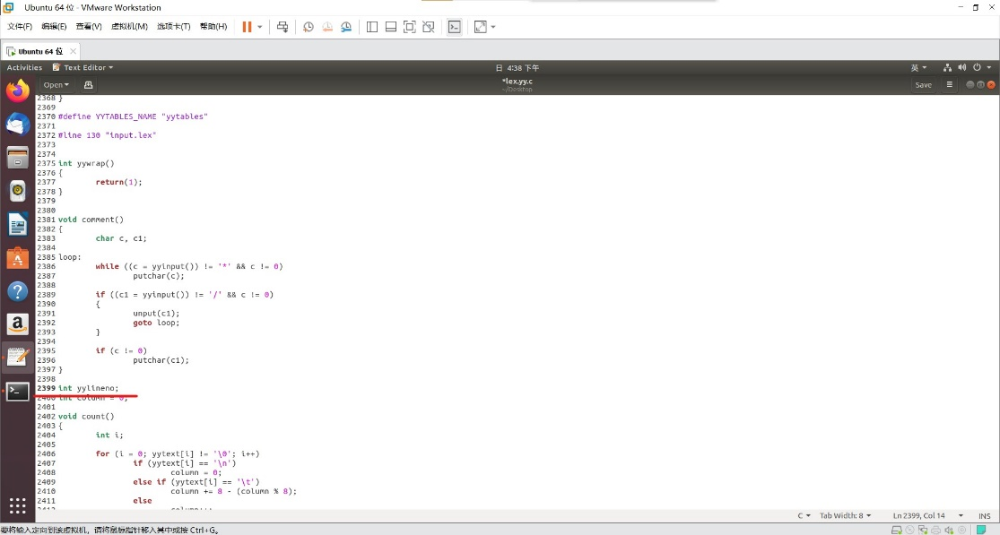 Ubuntu 64 位 - VMware Workstation
文件(F) 编辑(E) 查看(V) 虚拟机(M) 选项卡(T) 帮助(H)
Ubuntu 64 位
Activities Text Editor 日 4:38 下午 英
Open *lex.yy.c Save
~/Desktop
2368 }
2369
2370 #define YYTABLES_NAME "yytables"
2371
2372 #line 130 "input.lex"
2373
2374
2375 int yywrap()
2376 {
2377 return(1);
2378 }
2379
2380
2381 void comment()
2382 {
2383 char c, c1;
2384
2385 loop:
2386 while ((c = yyinput()) != '*' && c != 0)
2387 putchar(c);
2388
2389 if ((c1 = yyinput()) != '/' && c != 0)
2390 {
2391 unput(c1);
2392 goto loop;
2393 }
2394
2395 if (c != 0)
2396 putchar(c1);
2397 }
2398
2399 int yylineno;
2400 int column = 0;
2401
2402 void count()
2403 {
2404 int i;
2405
2406 for (i = 0; yytext[i] != '\0'; i++)
2407 if (yytext[i] == '\n')
2408 column = 0;
2409 else if (yytext[i] == '\t')
2410 column += 8 - (column % 8);
2411 else
C Tab Width: 8 Ln 2399, Col 14 INS
要将输入定向到该虚拟机，请将鼠标指针移入其中或按 Ctrl+G。